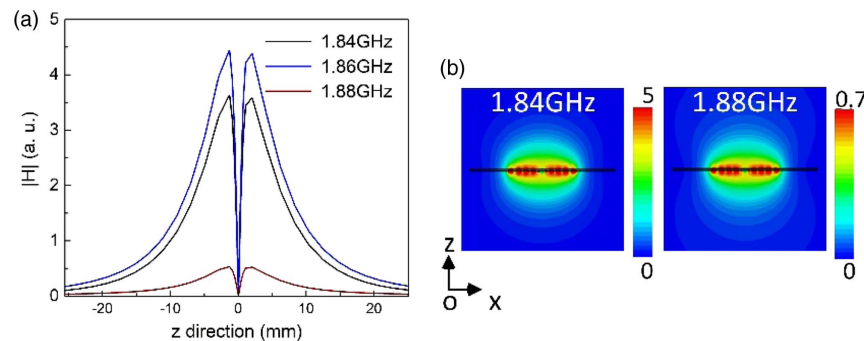 (a)
5
4
3
2
1
0
|H| (a. u.)
1.84GHz
1.86GHz
1.88GHz
-20 -10 0 10 20
z direction (mm)
(b)
1.84GHz
5
0
1.88GHz
0.7
0
z
o x